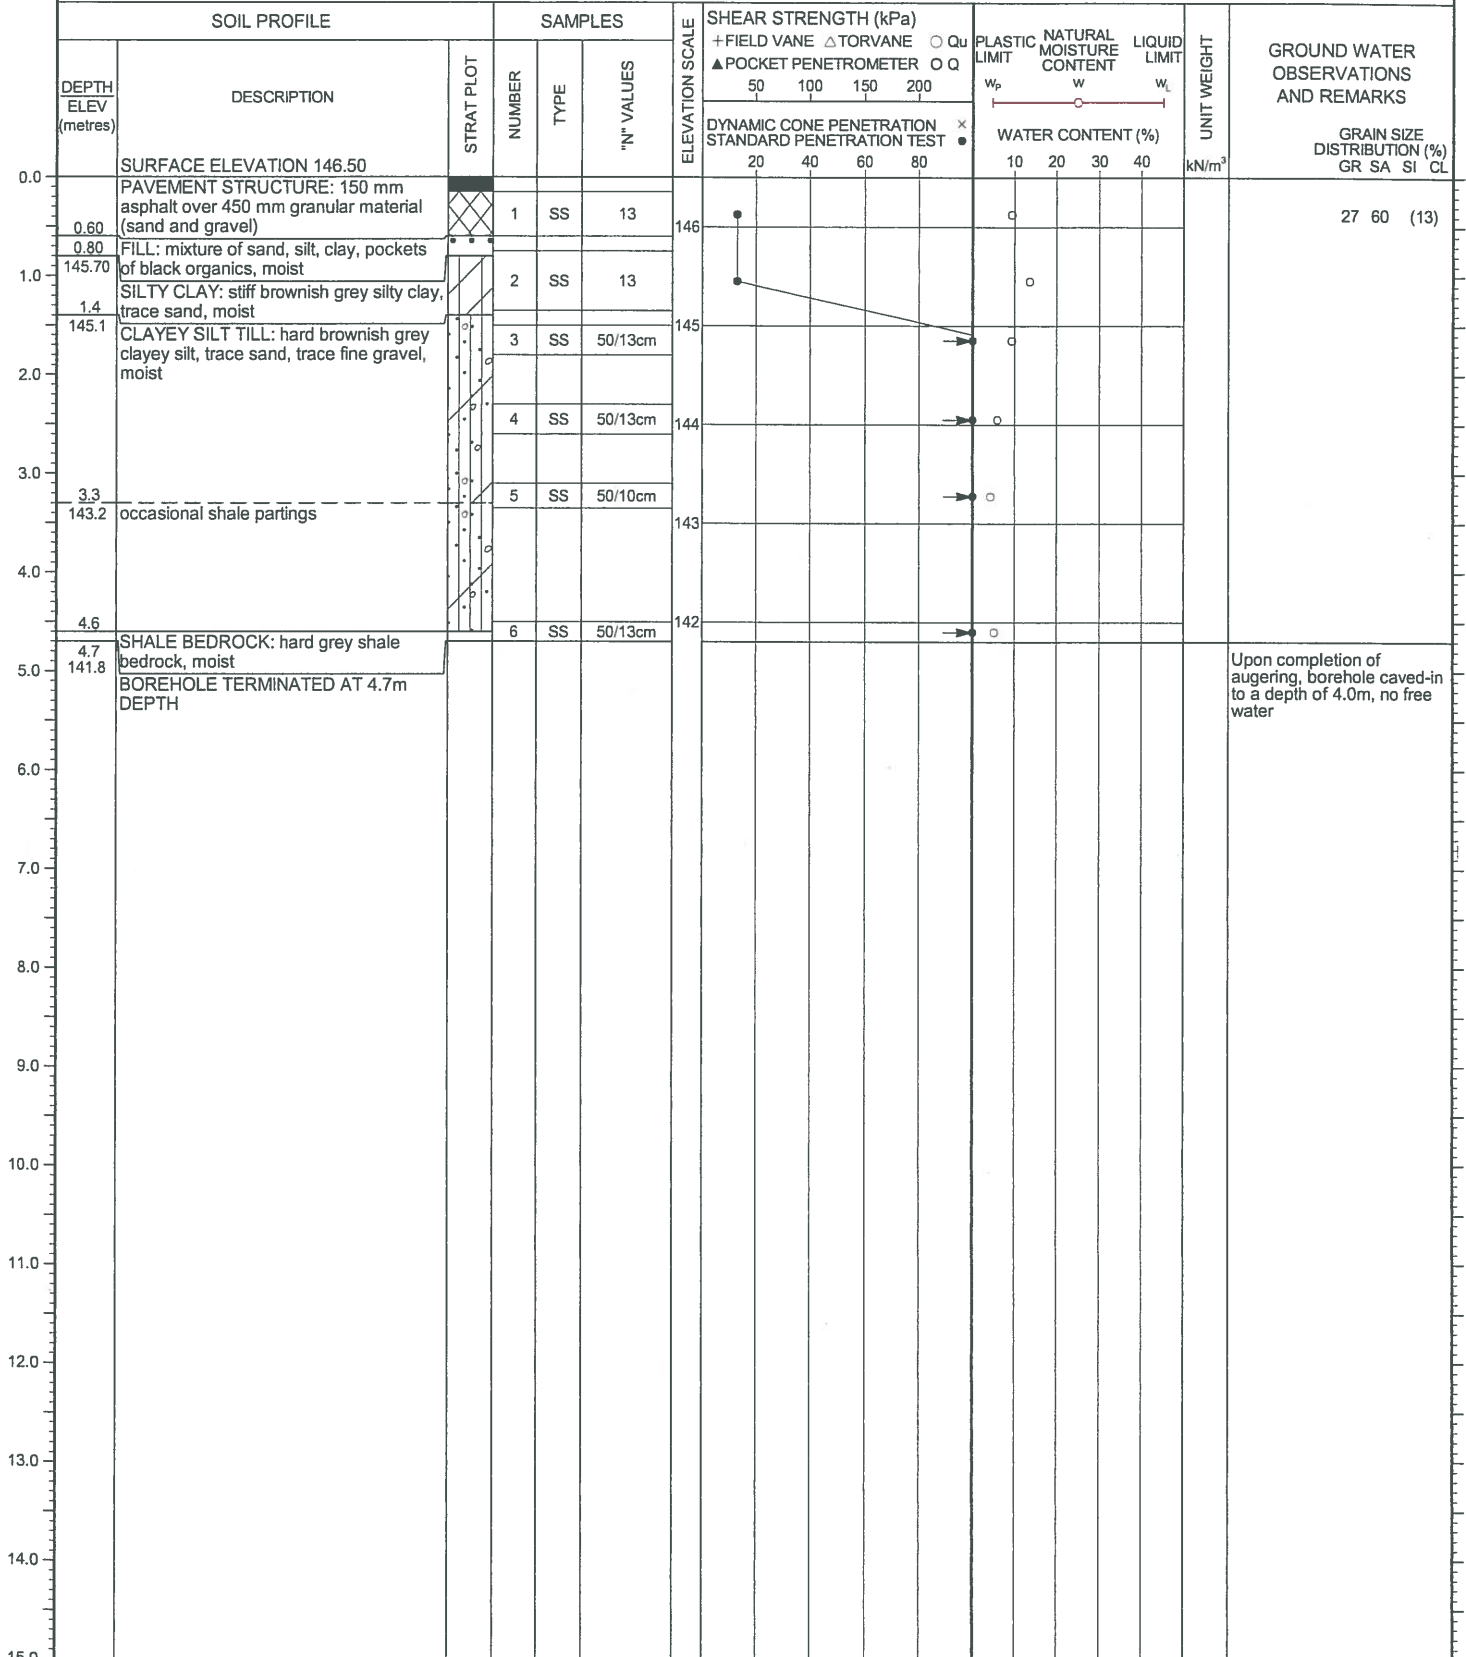 SOIL PROFILE
SAMPLES
DEPTH
ELEV
(metres)
DESCRIPTION
STRAT PLOT
NUMBER
TYPE
"N" VALUES
ELEVATION SCALE
SHEAR STRENGTH (kPa)
+FIELD VANE △TORVANE ○ Qu
▲POCKET PENETROMETER O Q
50 100 150 200
DYNAMIC CONE PENETRATION ×
STANDARD PENETRATION TEST ●
20 40 60 80
PLASTIC LIMIT
NATURAL MOISTURE CONTENT
LIQUID LIMIT
WP W WL
WATER CONTENT (%)
10 20 30 40
UNIT WEIGHT
kN/m³
GROUND WATER
OBSERVATIONS
AND REMARKS
GRAIN SIZE
DISTRIBUTION (%)
GR SA SI CL
SURFACE ELEVATION 146.50
0.0
PAVEMENT STRUCTURE: 150 mm
asphalt over 450 mm granular material
(sand and gravel)
0.60
1 SS 13
146
27 60 (13)
0.80
145.70
FILL: mixture of sand, silt, clay, pockets
of black organics, moist
1.0
2 SS 13
SILTY CLAY: stiff brownish grey silty clay,
trace sand, moist
1.4
145.1
145
CLAYEY SILT TILL: hard brownish grey
clayey silt, trace sand, trace fine gravel,
moist
3 SS 50/13cm
2.0
4 SS 50/13cm
144
3.0
3.3
143.2
occasional shale partings
5 SS 50/10cm
143
4.0
4.6
6 SS 50/13cm
142
4.7
141.8
SHALE BEDROCK: hard grey shale
bedrock, moist
5.0
BOREHOLE TERMINATED AT 4.7m
DEPTH
Upon completion of
augering, borehole caved-in
to a depth of 4.0m, no free
water
6.0
7.0
8.0
9.0
10.0
11.0
12.0
13.0
14.0
15.0